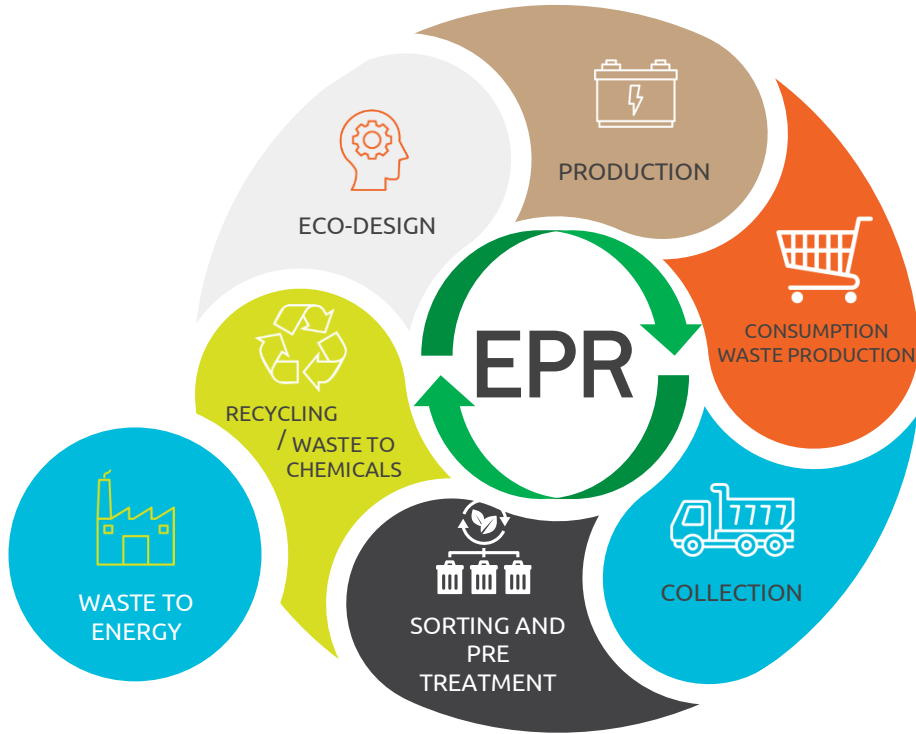 PRODUCTION
ECO-DESIGN
CONSUMPTION
WASTE PRODUCTION
EPR
RECYCLING
/ WASTE TO
CHEMICALS
COLLECTION
WASTE TO
ENERGY
SORTING AND
PRE
TREATMENT